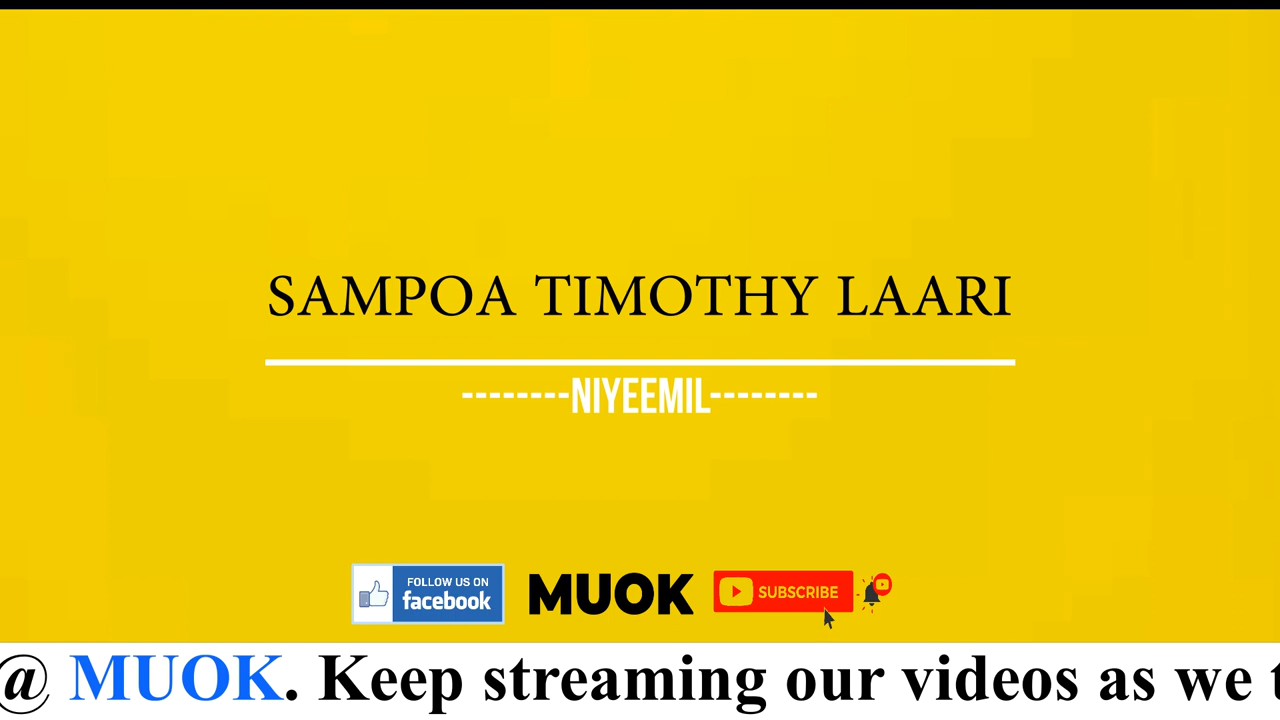 SAMPOA TIMOTHY LAARI
--------NIYEEMIL--------
FOLLOW US ON
facebook
MUOK
SUBSCRIBE
@ MUOK. Keep streaming our videos as we